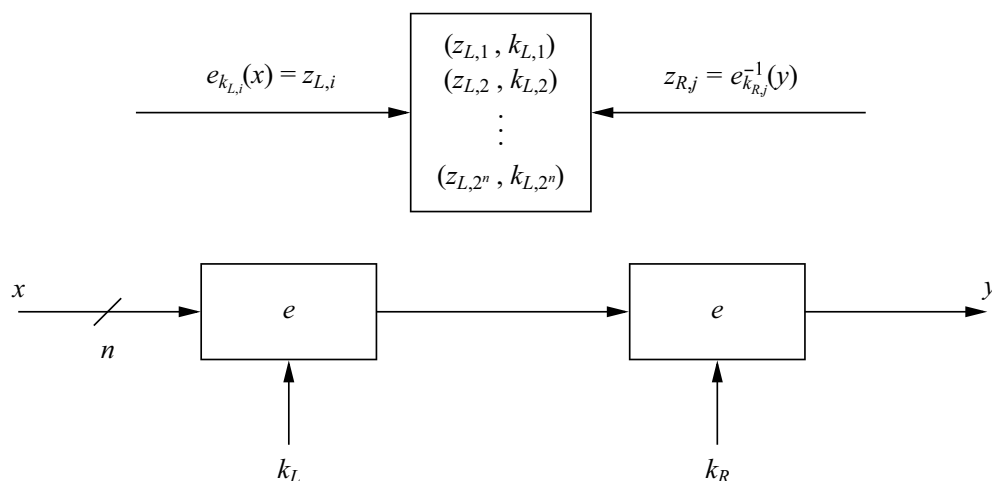 (z_{L,1} , k_{L,1})
e_{k_{L,i}}(x) = z_{L,i}
(z_{L,2} , k_{L,2})
z_{R,j} = e^{-1}_{k_{R,j}}(y)
⋮
(z_{L,2^n} , k_{L,2^n})
x
y
e
e
n
k_L
k_R